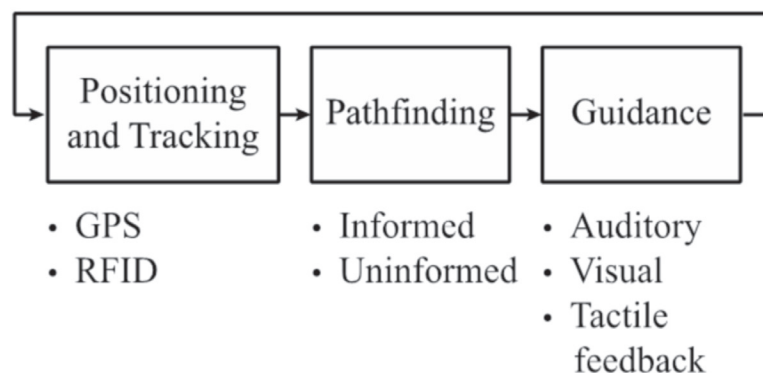 Positioning
and Tracking
Pathfinding
Guidance
• GPS
• RFID
• Informed
• Uninformed
• Auditory
• Visual
• Tactile
feedback